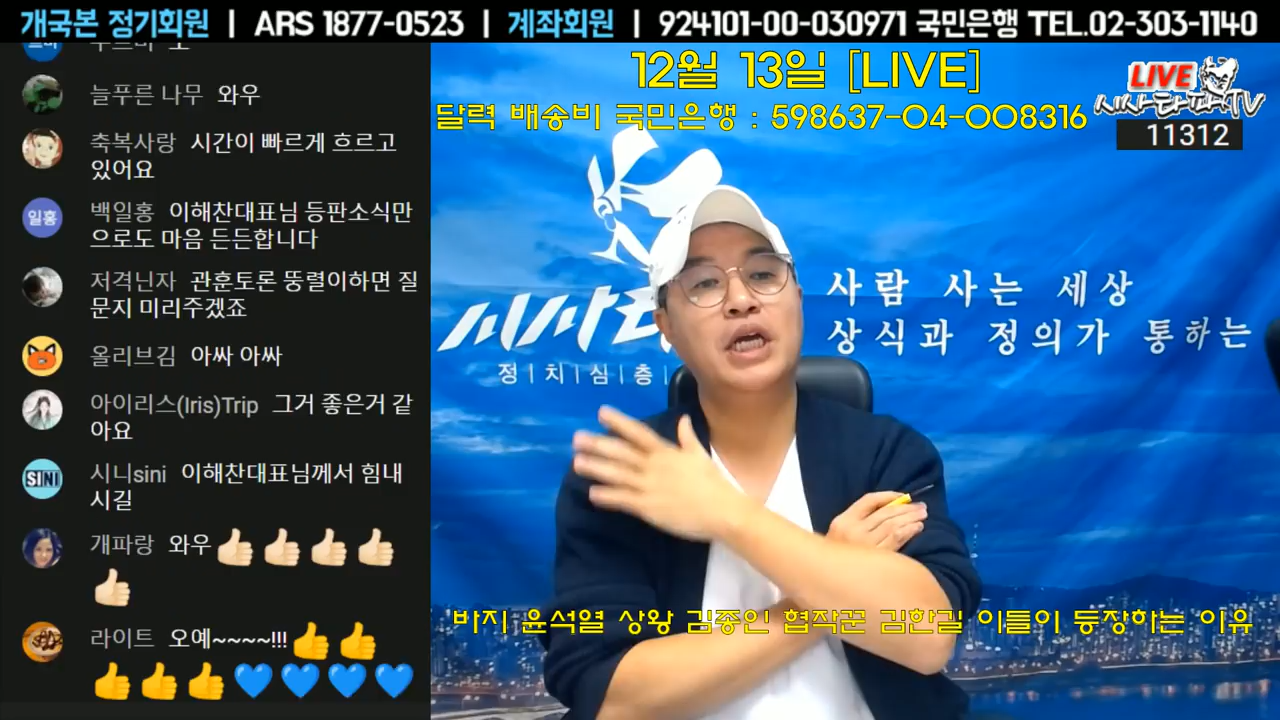 개국본 정기회원 | ARS 1877-0523 | 계좌회원 | 924101-00-030971 국민은행 TEL.02-303-1140
늘푸른 나무 와우
축복사랑 시간이 빠르게 흐르고
있어요
일홍
백일홍 이해찬대표님 등판소식만
으로도 마음 든든합니다
저격닌자 관훈토론 뚱렬이하면 질
문지 미리주겠죠
올리브김 아싸 아싸
아이리스(Iris)Trip 그거 좋은거 같
아요
SINI
시니sini 이해찬대표님께서 힘내
시길
개파랑 와우👍🏻👍🏻👍🏻👍🏻
👍🏻
라이트 오예~~~~!!!👍👍
👍👍👍💙💙💙💙
12월 13일 [LIVE]
달력 배송비 국민은행 : 598637-04-008316
LIVE
시사타파TV
11312
시사타
정|치|심|층|
사람 사는 세상
상식과 정의가 통하는
바지 윤석열 상왕 김종인 협작꾼 김한길 이들이 등장하는 이유